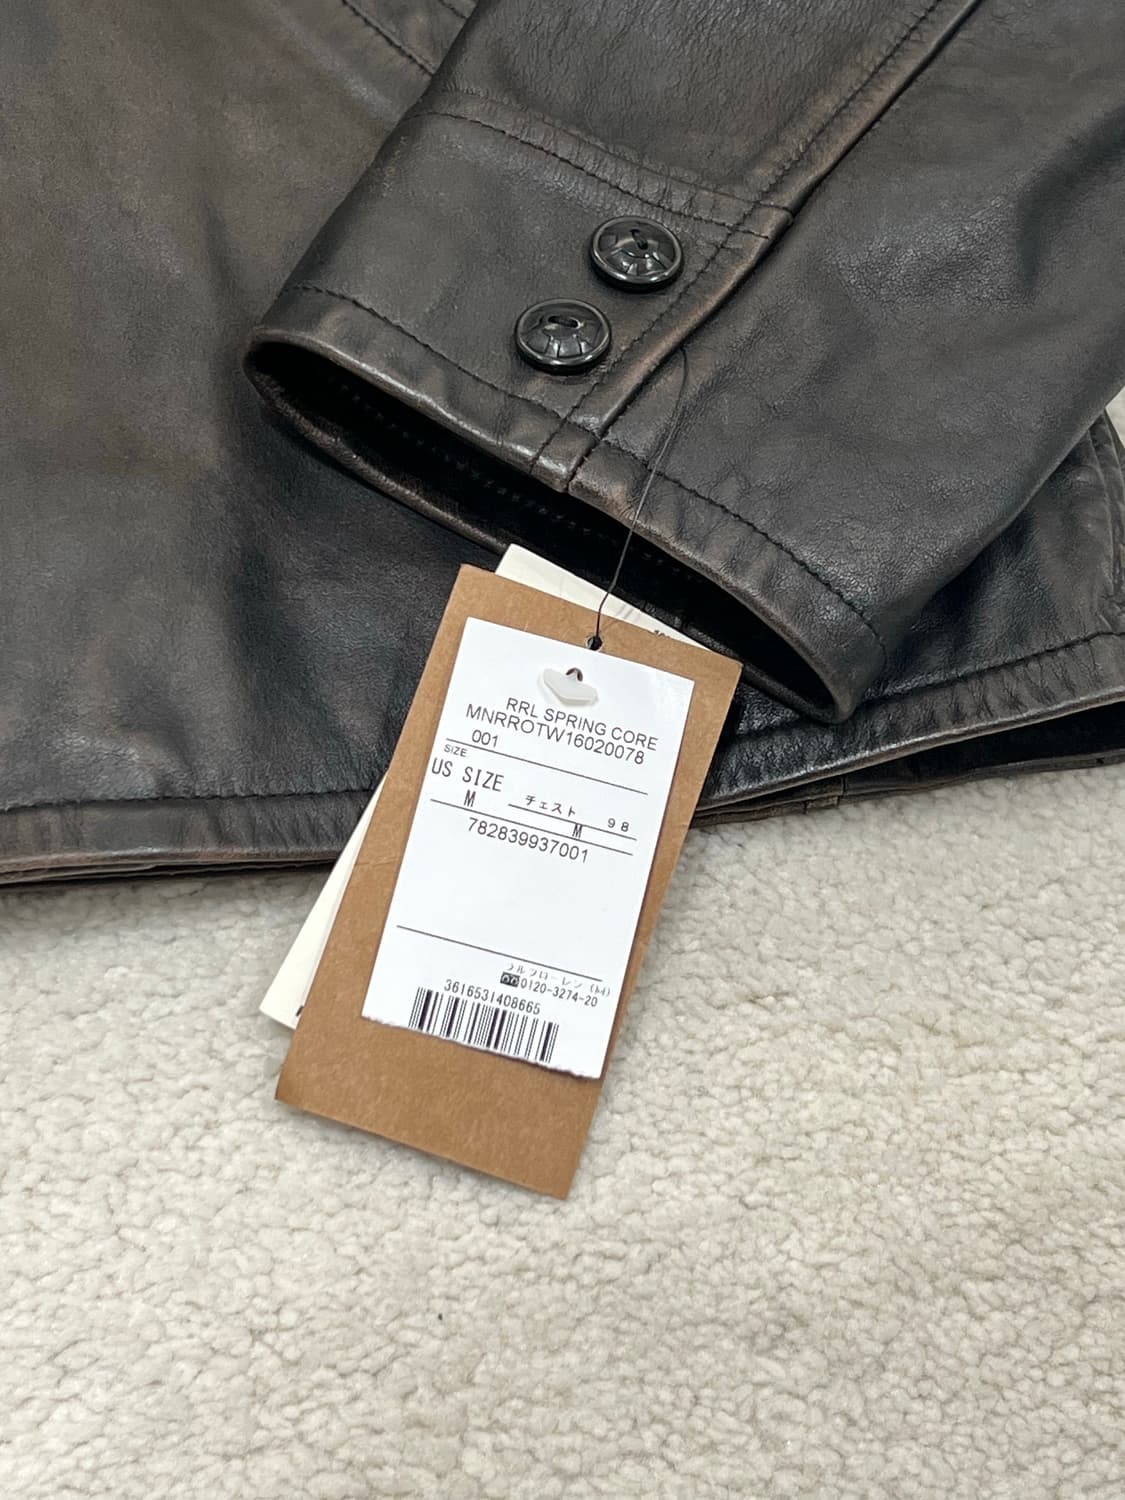 RRL SPRING CORE
MNRROTW16020078
001
SIZE
US SIZE
M
チェスト 98
M
782839937001
ラルフローレン(株)
0120-3274-20
3616531408665